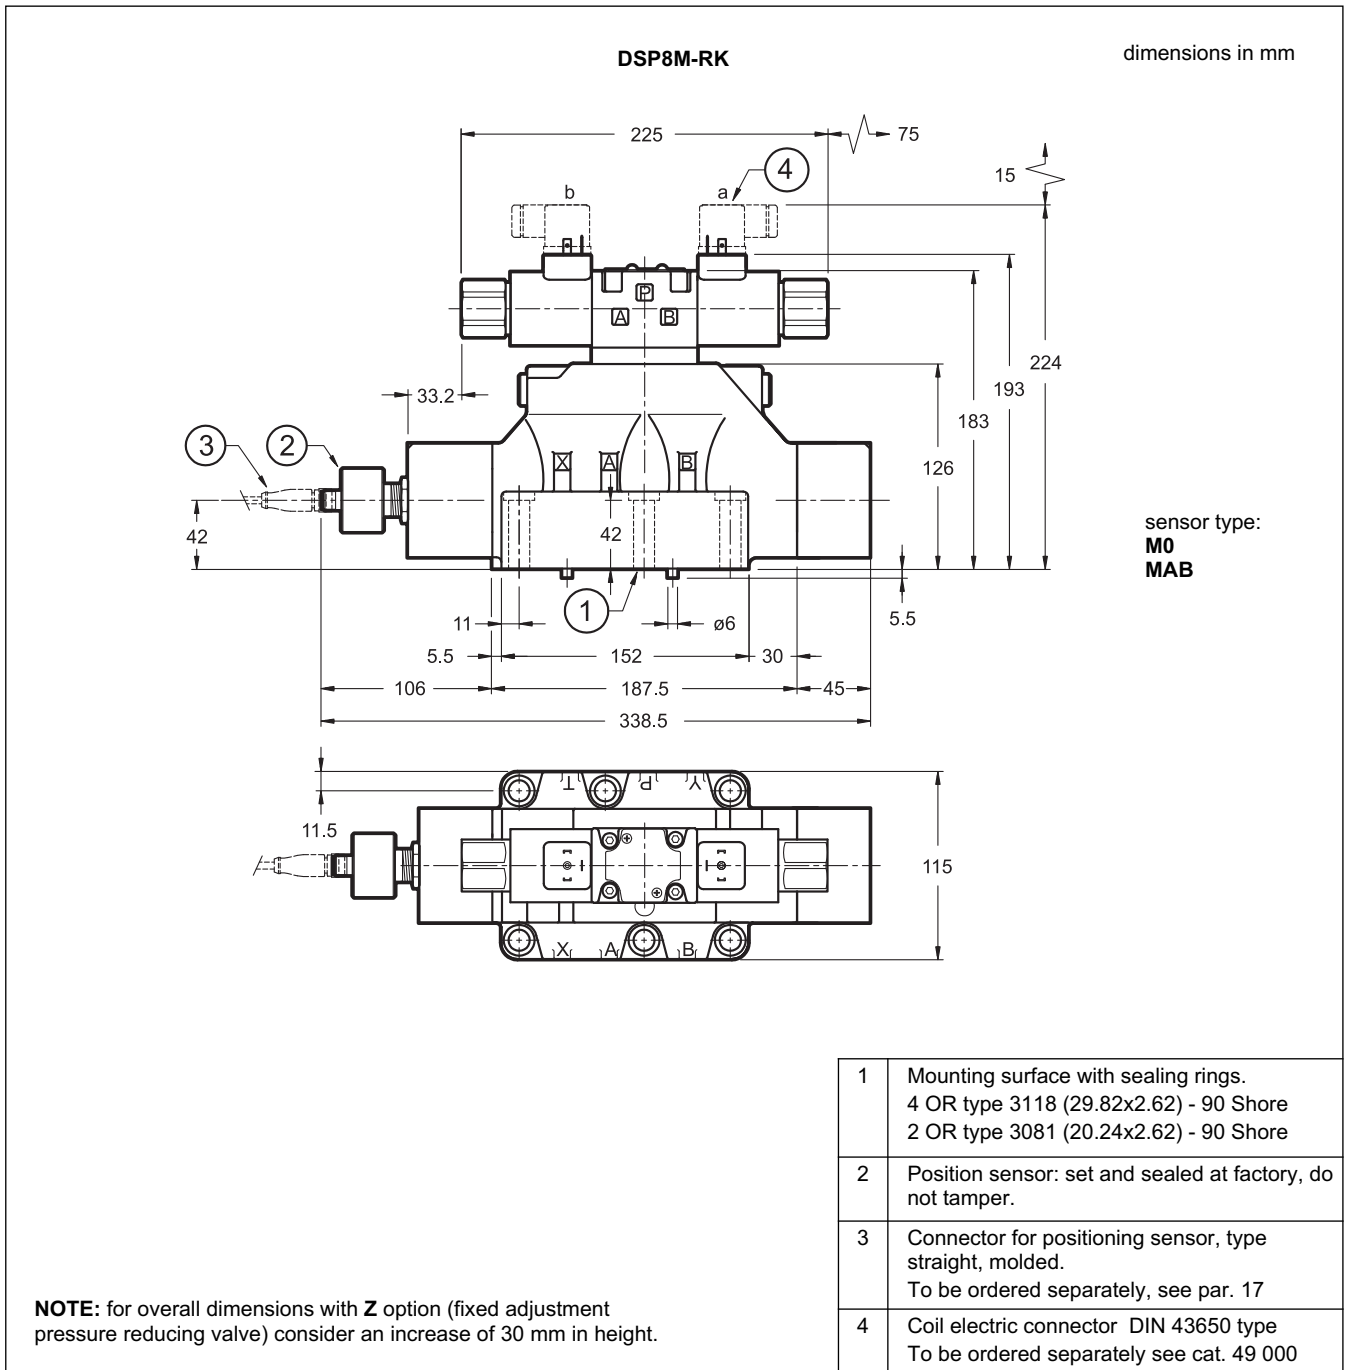 DSP8M-RK
dimensions in mm
225
75
15
b
a
4
P
A
B
224
193
183
126
33.2
3
2
X
A
B
42
42
sensor type:
M0
MAB
1
11
ø6
5.5
5.5
152
30
106
187.5
45
338.5
T
P
Y
11.5
115
X
A
B
1
Mounting surface with sealing rings.
4 OR type 3118 (29.82x2.62) - 90 Shore
2 OR type 3081 (20.24x2.62) - 90 Shore
2
Position sensor: set and sealed at factory, do
not tamper.
3
Connector for positioning sensor, type
straight, molded.
To be ordered separately, see par. 17
4
Coil electric connector DIN 43650 type
To be ordered separately see cat. 49 000
NOTE: for overall dimensions with Z option (fixed adjustment
pressure reducing valve) consider an increase of 30 mm in height.